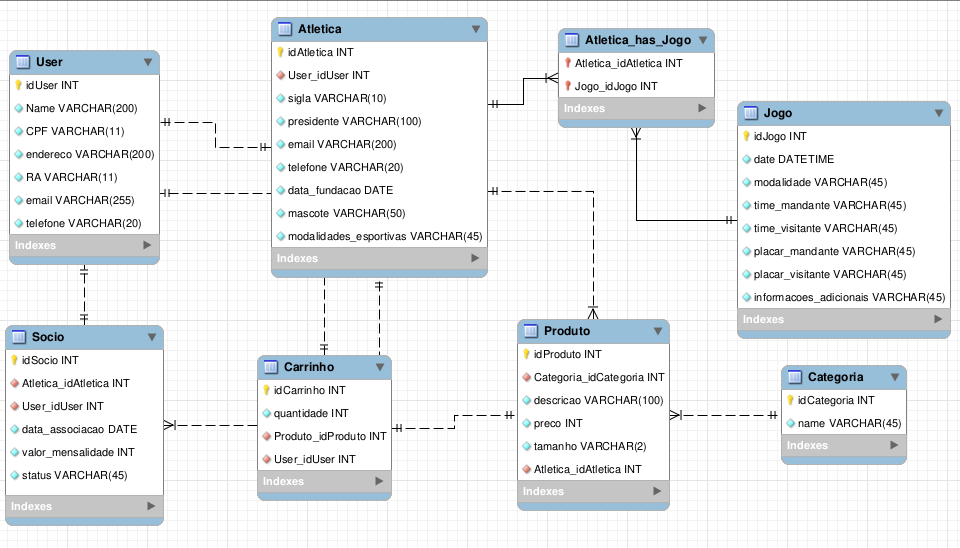 User
idUser INT
Name VARCHAR(200)
CPF VARCHAR(11)
endereco VARCHAR(200)
RA VARCHAR(11)
email VARCHAR(255)
telefone VARCHAR(20)
Indexes
Atletica
idAtletica INT
User_idUser INT
sigla VARCHAR(10)
presidente VARCHAR(100)
email VARCHAR(200)
telefone VARCHAR(20)
data_fundacao DATE
mascote VARCHAR(50)
modalidades_esportivas VARCHAR(45)
Indexes
Atletica_has_Jogo
Atletica_idAtletica INT
Jogo_idJogo INT
Indexes
Jogo
idJogo INT
date DATETIME
modalidade VARCHAR(45)
time_mandante VARCHAR(45)
time_visitante VARCHAR(45)
placar_mandante VARCHAR(45)
placar_visitante VARCHAR(45)
informacoes_adicionais VARCHAR(45)
Indexes
Socio
idSocio INT
Atletica_idAtletica INT
User_idUser INT
data_associacao DATE
valor_mensalidade INT
status VARCHAR(45)
Indexes
Carrinho
idCarrinho INT
quantidade INT
Produto_idProduto INT
User_idUser INT
Indexes
Produto
idProduto INT
Categoria_idCategoria INT
descricao VARCHAR(100)
preco INT
tamanho VARCHAR(2)
Atletica_idAtletica INT
Indexes
Categoria
idCategoria INT
name VARCHAR(45)
Indexes